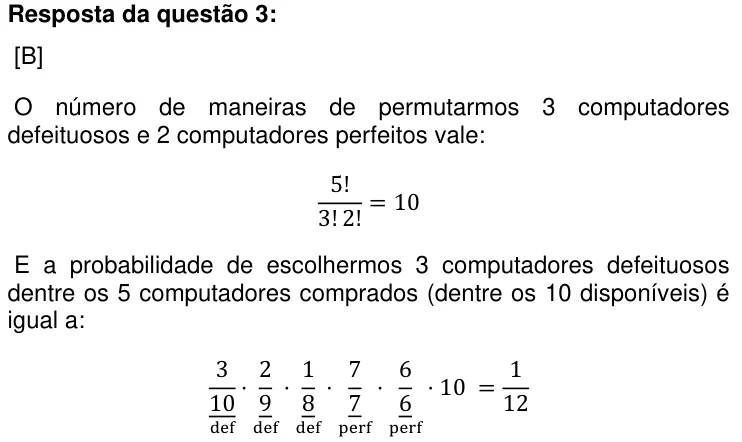 Resposta da questão 3:
[B]
O número de maneiras de permutarmos 3 computadores
defeituosos e 2 computadores perfeitos vale:
5!/(3! 2!) = 10
E a probabilidade de escolhermos 3 computadores defeituosos
dentre os 5 computadores comprados (dentre os 10 disponíveis) é
igual a:
3/10 · 2/9 · 1/8 · 7/7 · 6/6 · 10 = 1/12
def def def perf perf